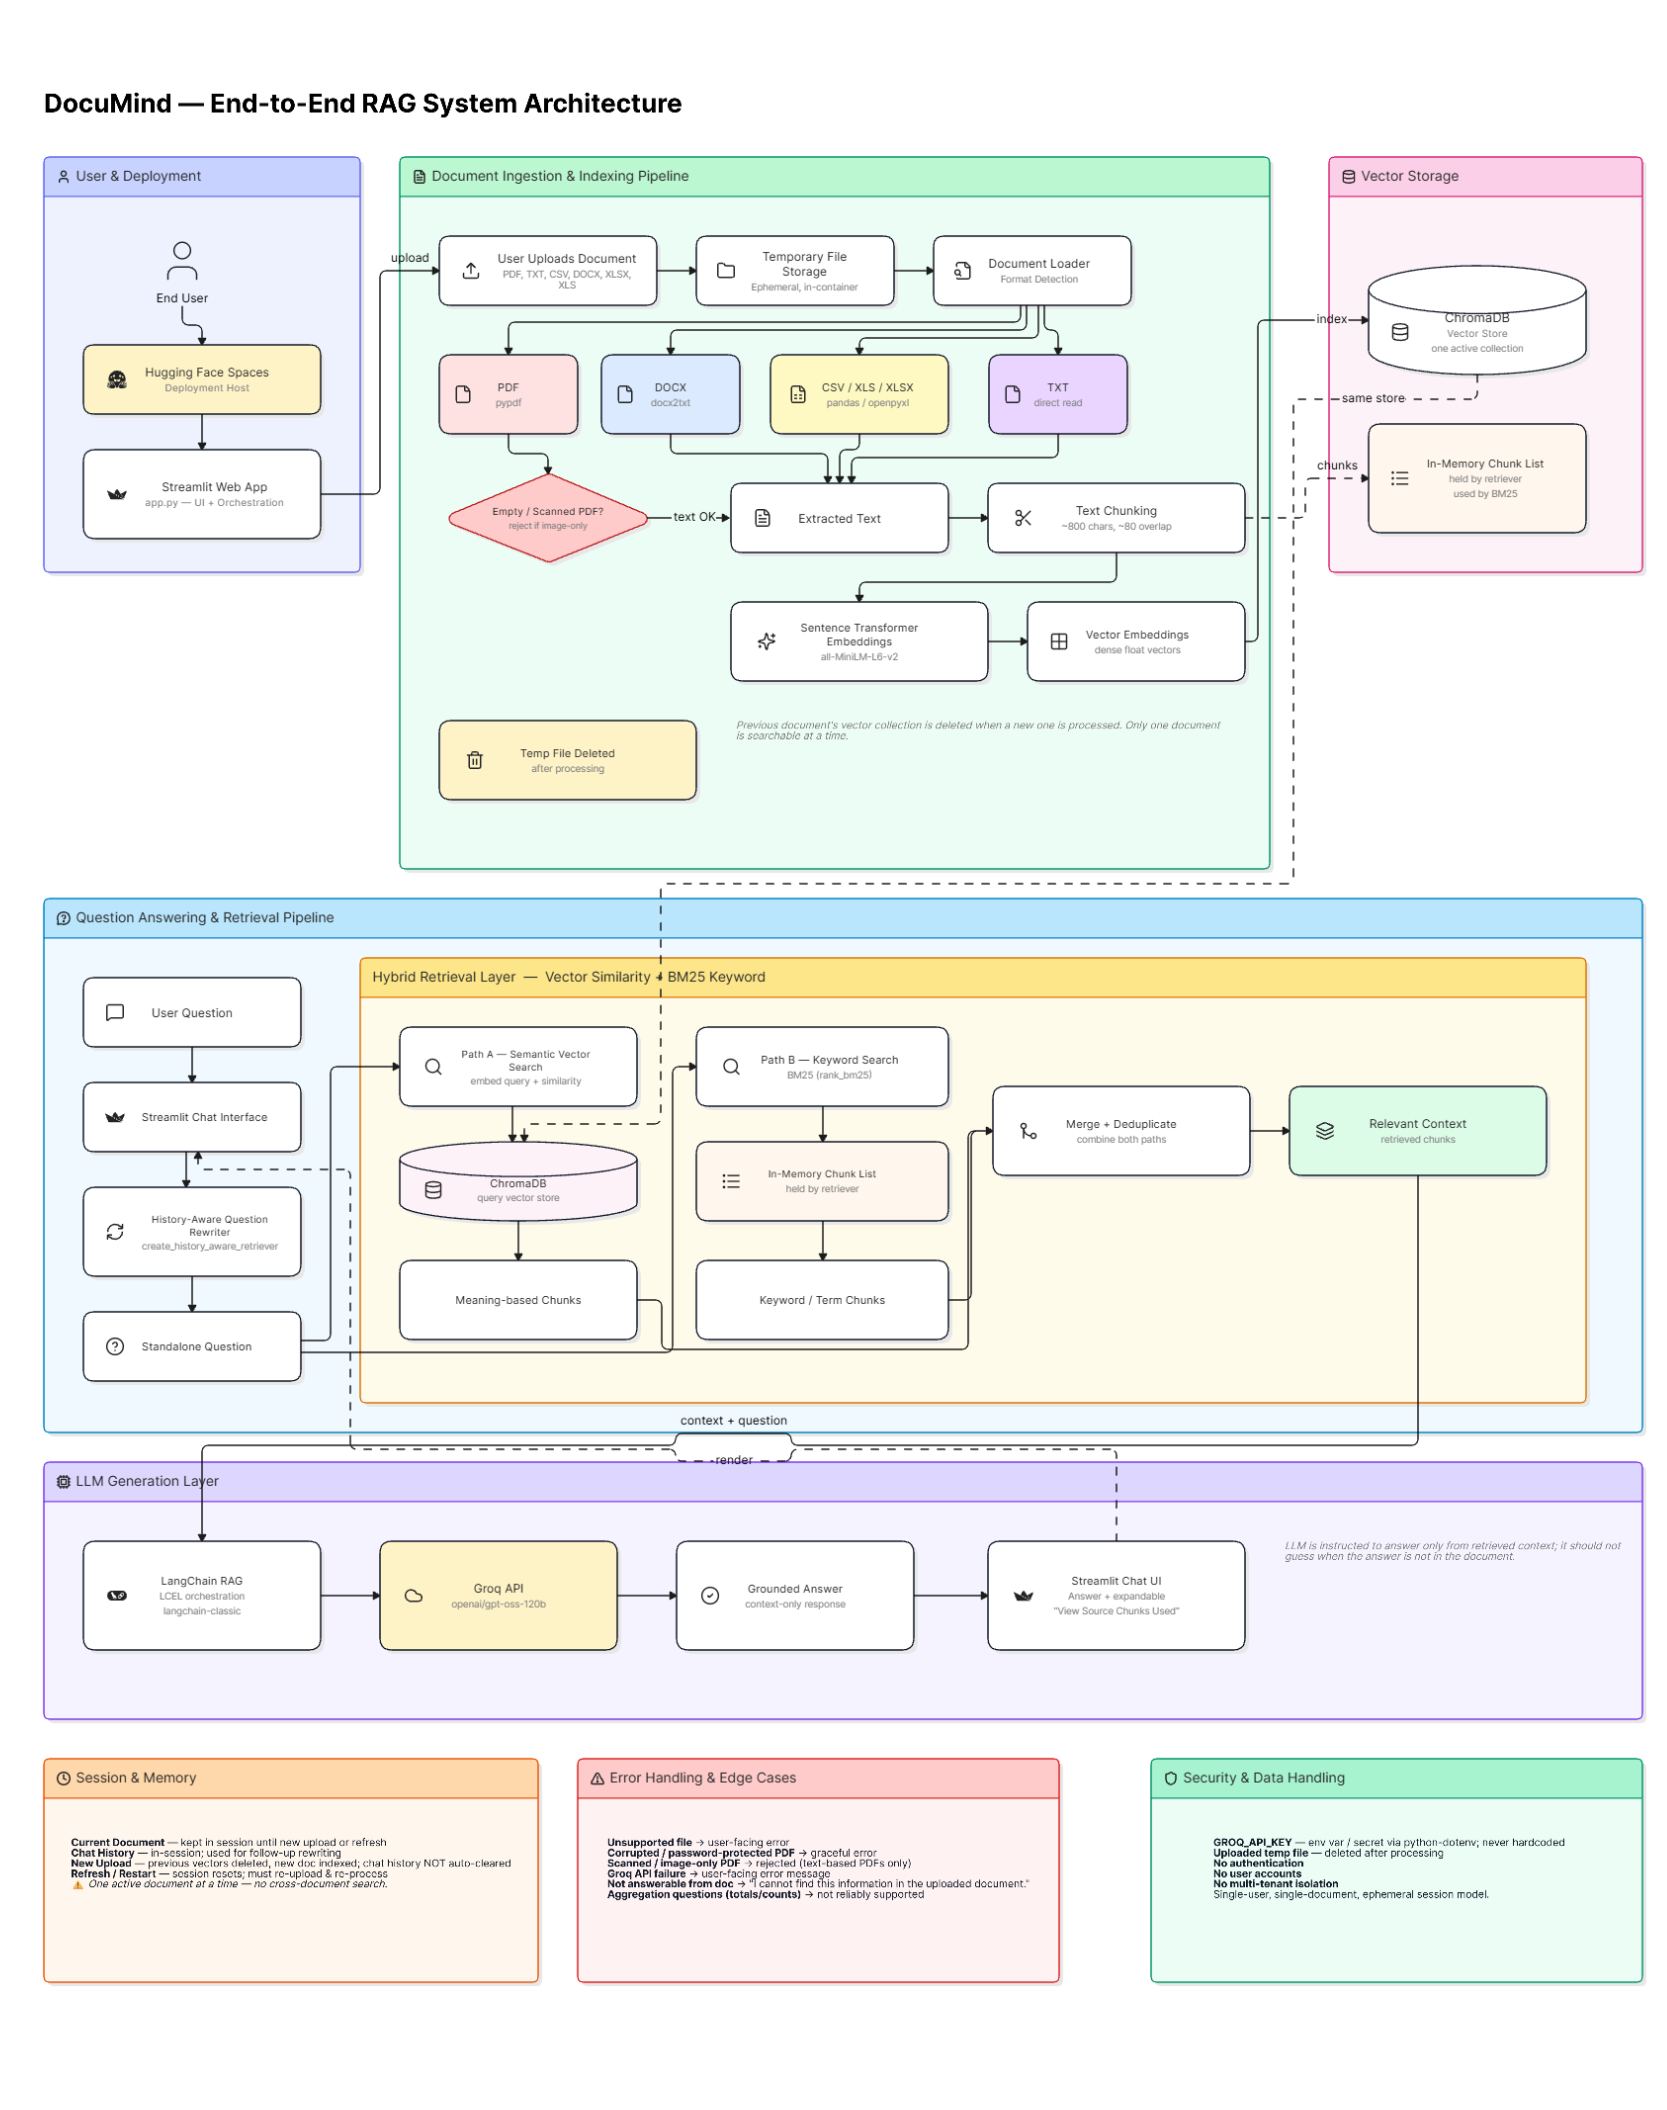 DocuMind — End-to-End RAG System Architecture
User & Deployment
End User
Hugging Face Spaces
Deployment Host
Streamlit Web App
app.py — UI + Orchestration
upload
Document Ingestion & Indexing Pipeline
User Uploads Document
PDF, TXT, CSV, DOCX, XLSX,
XLS
Temporary File
Storage
Ephemeral, in-container
Document Loader
Format Detection
PDF
pypdf
DOCX
docx2txt
CSV / XLS / XLSX
pandas / openpyxl
TXT
direct read
Empty / Scanned PDF?
reject if image-only
text OK
Extracted Text
Text Chunking
~800 chars, ~80 overlap
Sentence Transformer
Embeddings
all-MiniLM-L6-v2
Vector Embeddings
dense float vectors
Temp File Deleted
after processing
Previous document's vector collection is deleted when a new one is processed. Only one document
is searchable at a time.
Vector Storage
index
ChromaDB
Vector Store
one active collection
same store
chunks
In-Memory Chunk List
held by retriever
used by BM25
Question Answering & Retrieval Pipeline
User Question
Streamlit Chat Interface
History-Aware Question
Rewriter
create_history_aware_retriever
Standalone Question
Hybrid Retrieval Layer — Vector Similarity + BM25 Keyword
Path A — Semantic Vector
Search
embed query + similarity
ChromaDB
query vector store
Meaning-based Chunks
Path B — Keyword Search
BM25 (rank_bm25)
In-Memory Chunk List
held by retriever
Keyword / Term Chunks
Merge + Deduplicate
combine both paths
Relevant Context
retrieved chunks
context + question
render
LLM Generation Layer
LangChain RAG
LCEL orchestration
langchain-classic
Groq API
openai/gpt-oss-120b
Grounded Answer
context-only response
Streamlit Chat UI
Answer + expandable
"View Source Chunks Used"
LLM is instructed to answer only from retrieved context; it should not
guess when the answer is not in the document.
Session & Memory
Current Document — kept in session until new upload or refresh
Chat History — in-session; used for follow-up rewriting
New Upload — previous vectors deleted, new doc indexed; chat history NOT auto-cleared
Refresh / Restart — session resets; must re-upload & re-process
⚠️ One active document at a time — no cross-document search.
Error Handling & Edge Cases
Unsupported file → user-facing error
Corrupted / password-protected PDF → graceful error
Scanned / image-only PDF → rejected (text-based PDFs only)
Groq API failure → user-facing error message
Not answerable from doc → "I cannot find this information in the uploaded document."
Aggregation questions (totals/counts) → not reliably supported
Security & Data Handling
GROQ_API_KEY — env var / secret via python-dotenv; never hardcoded
Uploaded temp file — deleted after processing
No authentication
No user accounts
No multi-tenant isolation
Single-user, single-document, ephemeral session model.